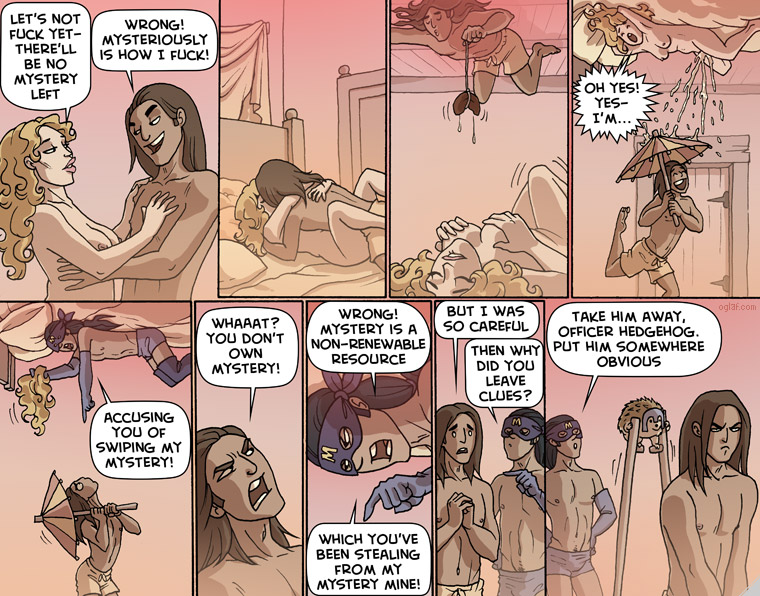 LET'S NOT
FUCK YET-
THERE'LL
BE NO
MYSTERY
LEFT
WRONG!
MYSTERIOUSLY
IS HOW I FUCK!
OH YES!
YES-
I'M...
oglaf.com
ACCUSING
YOU OF
SWIPING MY
MYSTERY!
WHAAAT?
YOU DON'T
OWN
MYSTERY!
WRONG!
MYSTERY IS A
NON-RENEWABLE
RESOURCE
M
WHICH YOU'VE
BEEN STEALING
FROM MY
MYSTERY MINE!
BUT I WAS
SO CAREFUL
THEN WHY
DID YOU
LEAVE
CLUES?
M
TAKE HIM AWAY,
OFFICER HEDGEHOG.
PUT HIM SOMEWHERE
OBVIOUS
M